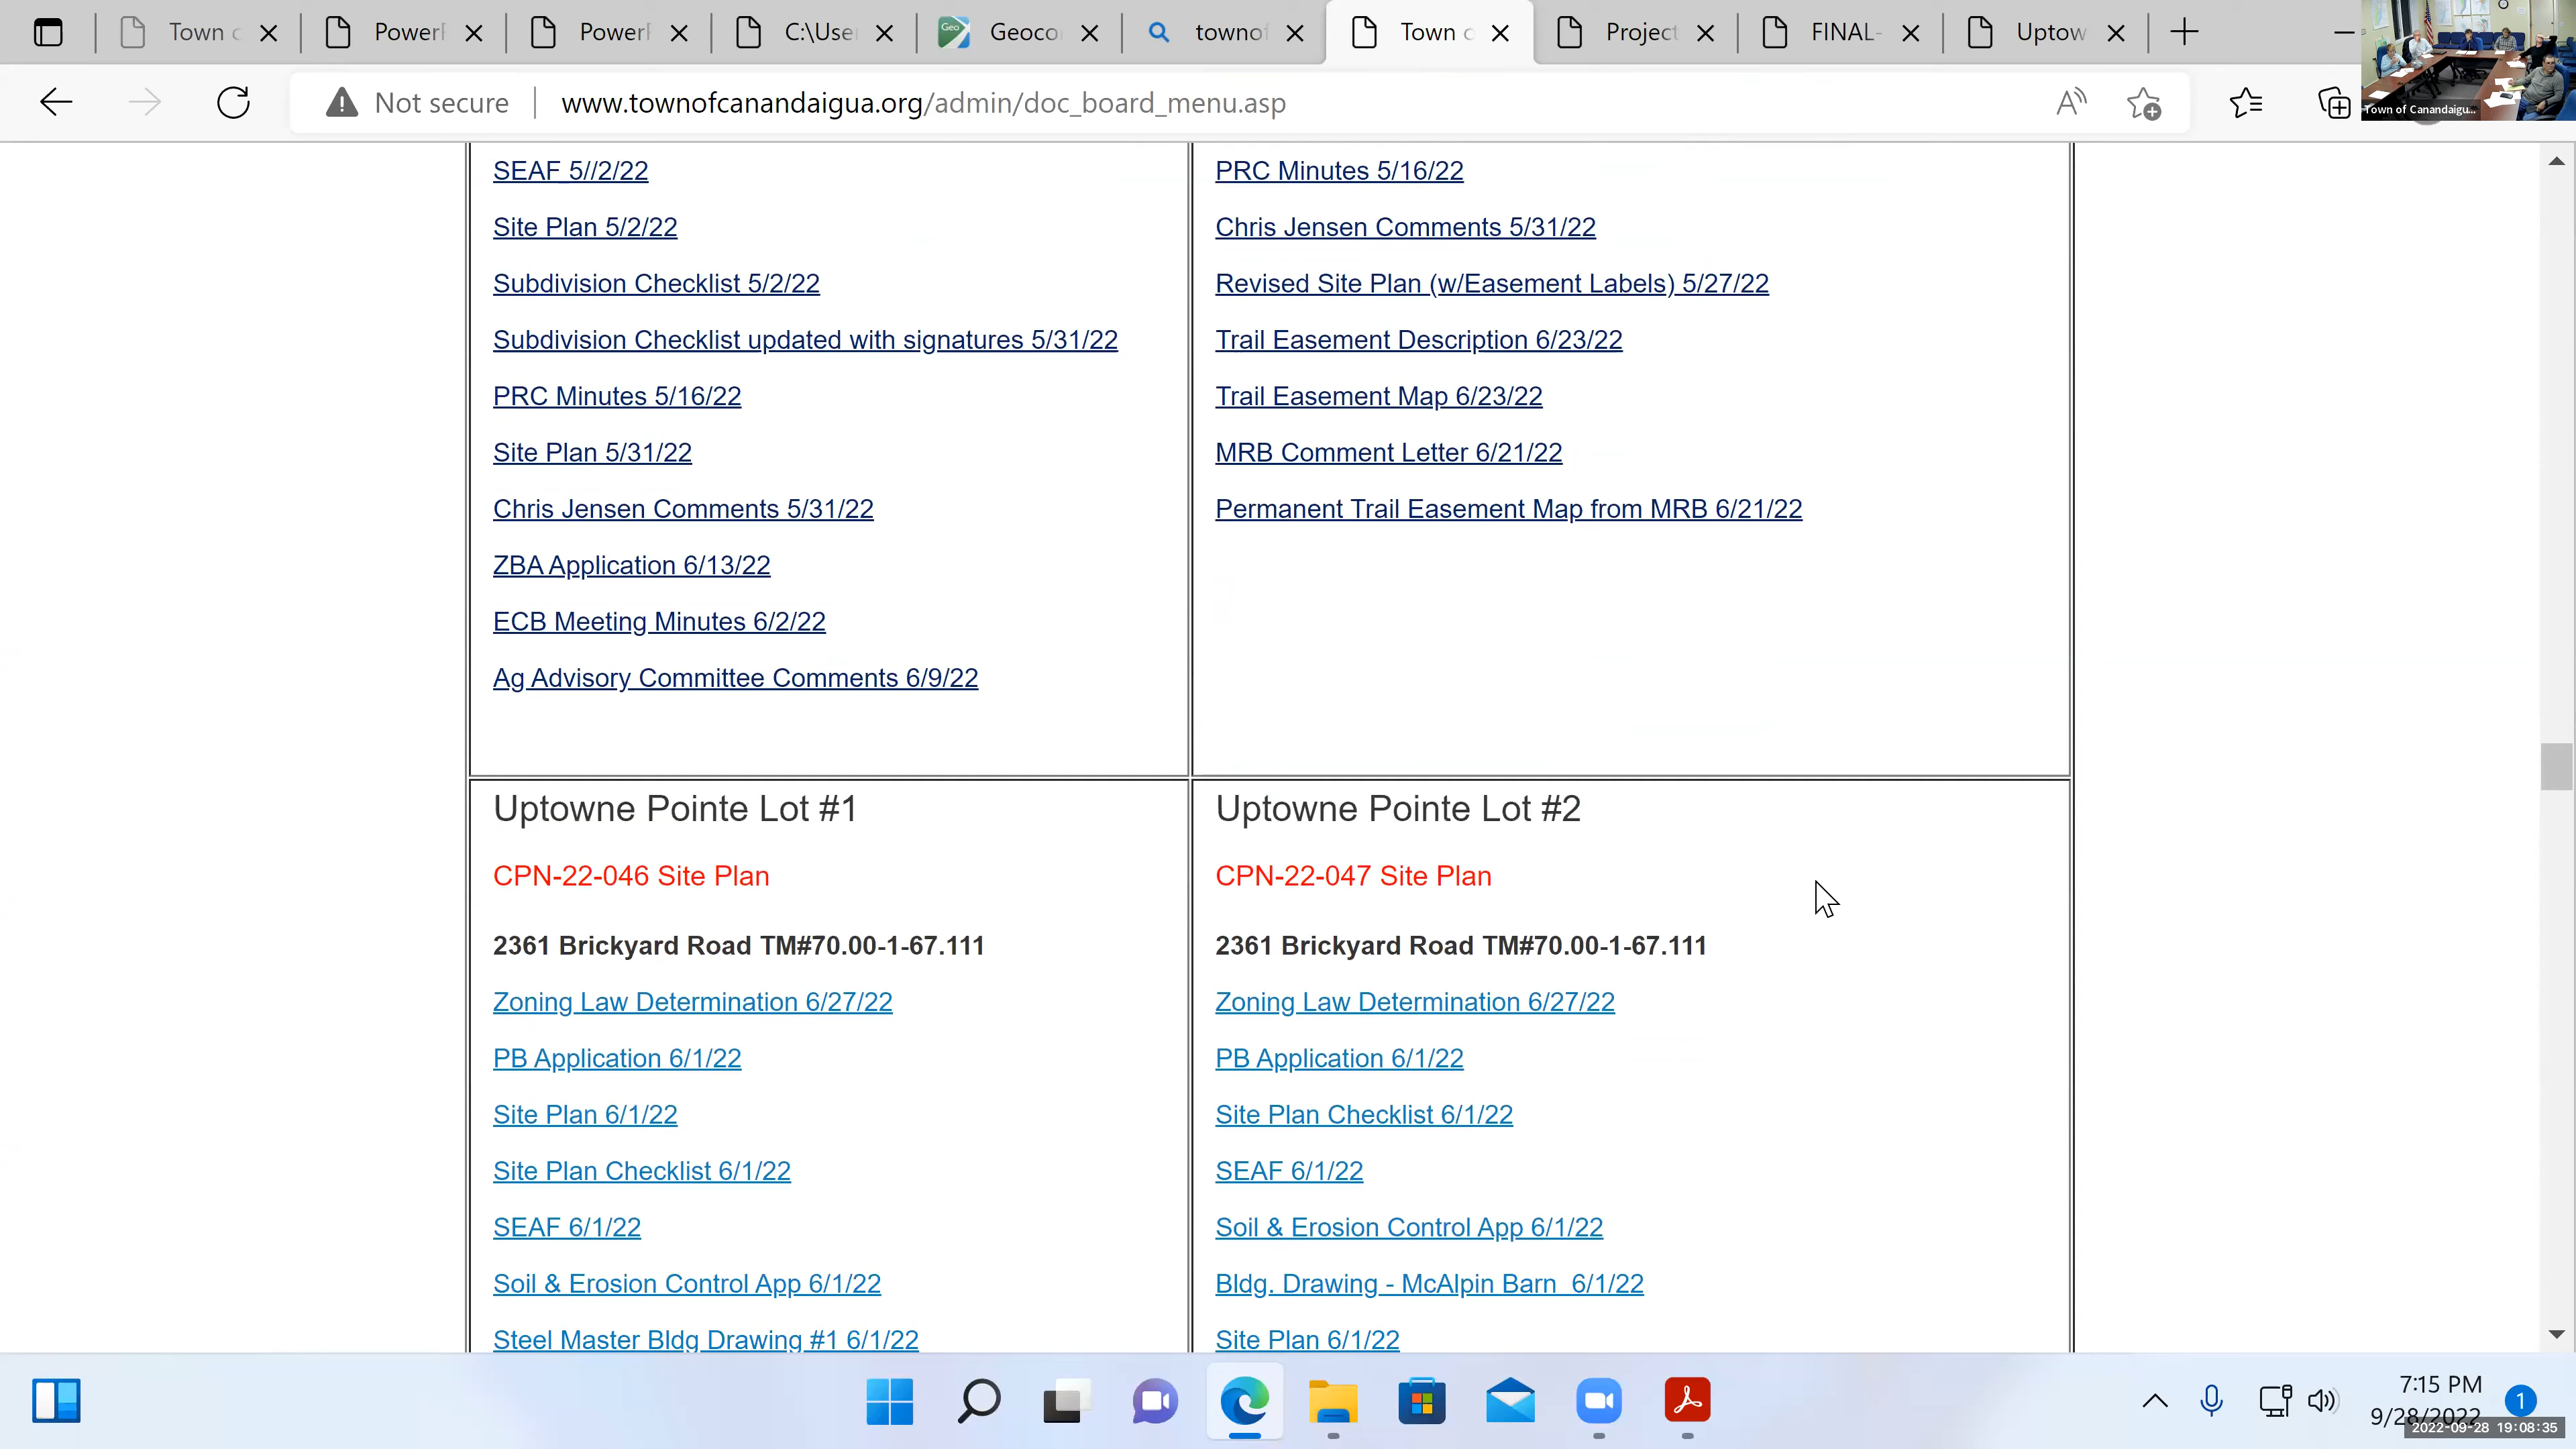 Town c
PowerP
PowerP
C:\User
Geoco
townof
Town o
Project
FINAL-
Uptow
Not secure
www.townofcanandaigua.org/admin/doc_board_menu.asp
Town of Canandaigu...
SEAF 5//2/22
Site Plan 5/2/22
Subdivision Checklist 5/2/22
Subdivision Checklist updated with signatures 5/31/22
PRC Minutes 5/16/22
Site Plan 5/31/22
Chris Jensen Comments 5/31/22
ZBA Application 6/13/22
ECB Meeting Minutes 6/2/22
Ag Advisory Committee Comments 6/9/22
PRC Minutes 5/16/22
Chris Jensen Comments 5/31/22
Revised Site Plan (w/Easement Labels) 5/27/22
Trail Easement Description 6/23/22
Trail Easement Map 6/23/22
MRB Comment Letter 6/21/22
Permanent Trail Easement Map from MRB 6/21/22
Uptowne Pointe Lot #1
CPN-22-046 Site Plan
2361 Brickyard Road TM#70.00-1-67.111
Zoning Law Determination 6/27/22
PB Application 6/1/22
Site Plan 6/1/22
Site Plan Checklist 6/1/22
SEAF 6/1/22
Soil & Erosion Control App 6/1/22
Steel Master Bldg Drawing #1 6/1/22
Uptowne Pointe Lot #2
CPN-22-047 Site Plan
2361 Brickyard Road TM#70.00-1-67.111
Zoning Law Determination 6/27/22
PB Application 6/1/22
Site Plan Checklist 6/1/22
SEAF 6/1/22
Soil & Erosion Control App 6/1/22
Bldg. Drawing - McAlpin Barn 6/1/22
Site Plan 6/1/22
7:15 PM
9/28/2022
1
2022-09-28 19:08:35